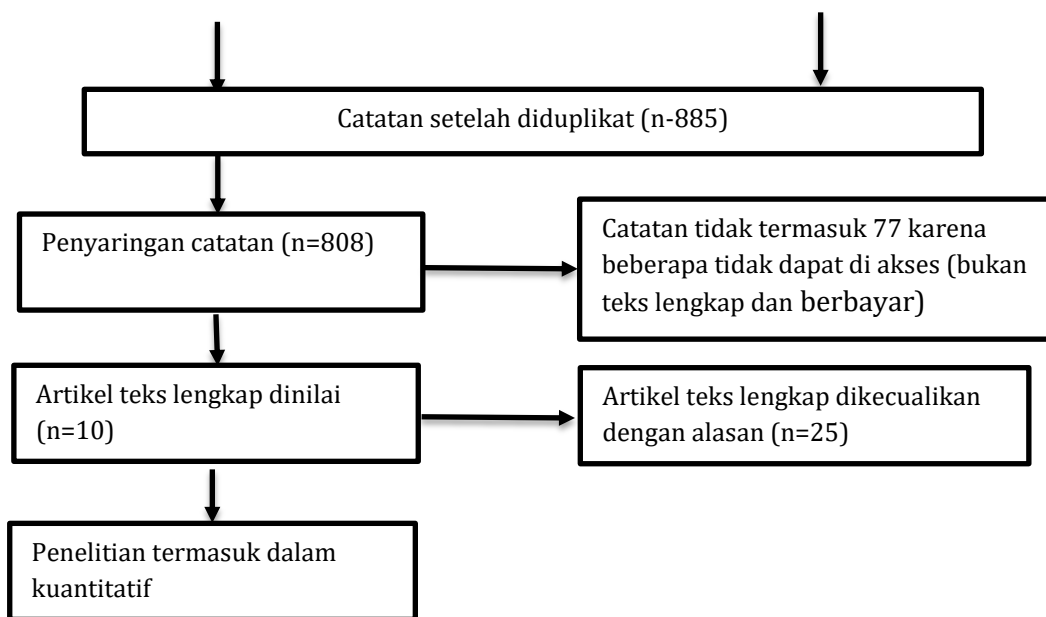 Catatan setelah diduplikat (n-885)
Penyaringan catatan (n=808)
Catatan tidak termasuk 77 karena
beberapa tidak dapat di akses (bukan
teks lengkap dan berbayar)
Artikel teks lengkap dinilai
(n=10)
Artikel teks lengkap dikecualikan
dengan alasan (n=25)
Penelitian termasuk dalam
kuantitatif